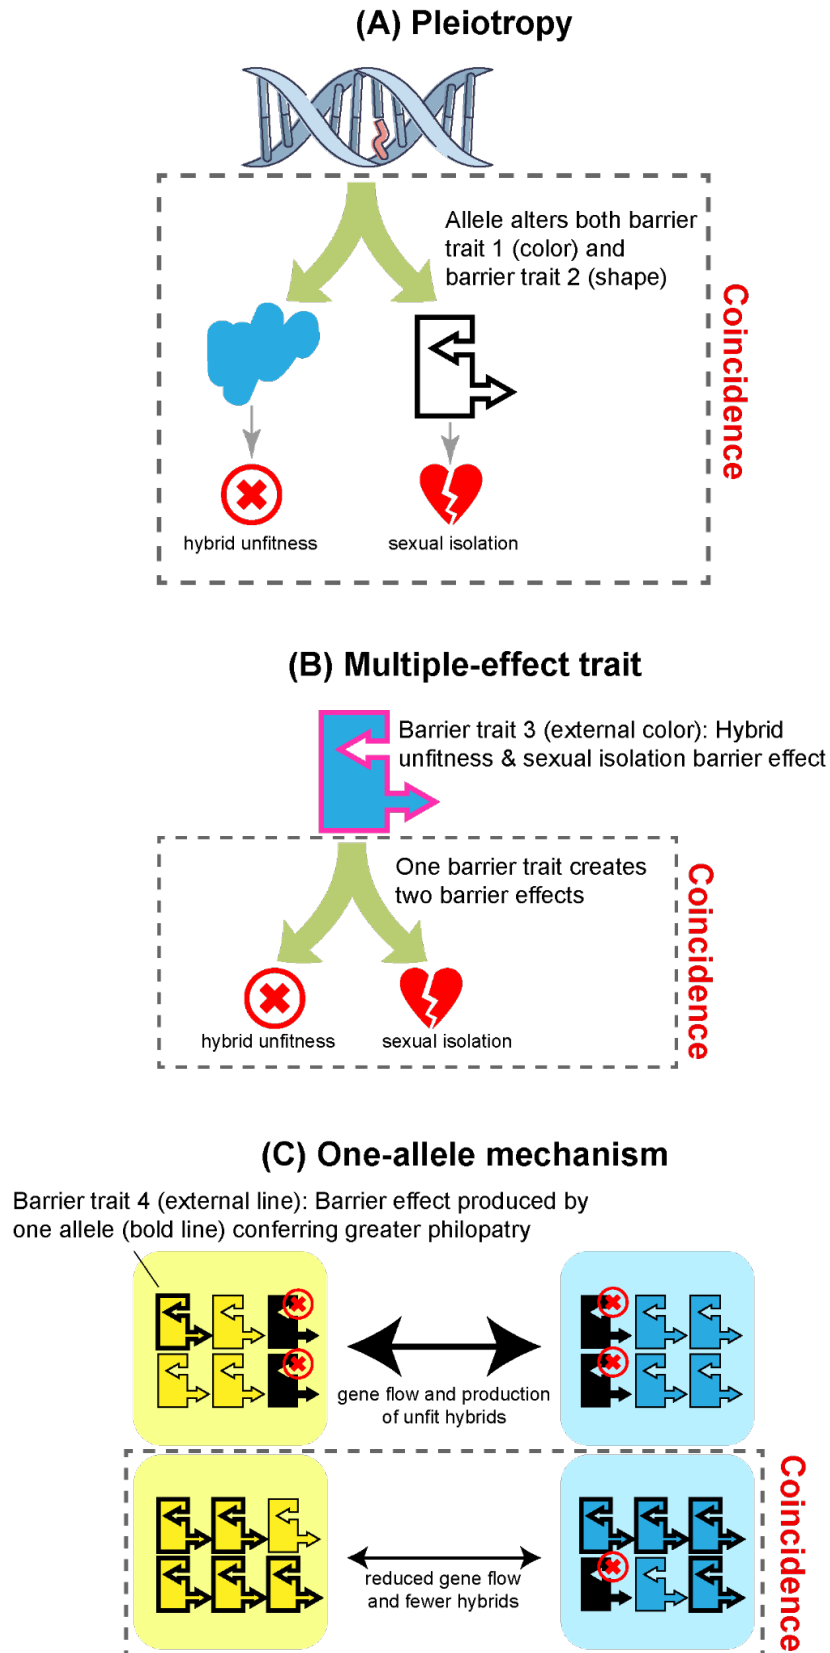 (A) Pleiotropy
Allele alters both barrier
trait 1 (color) and
barrier trait 2 (shape)
Coincidence
hybrid unfitness
sexual isolation
(B) Multiple-effect trait
Barrier trait 3 (external color): Hybrid
unfitness & sexual isolation barrier effect
One barrier trait creates
two barrier effects
Coincidence
hybrid unfitness
sexual isolation
(C) One-allele mechanism
Barrier trait 4 (external line): Barrier effect produced by
one allele (bold line) conferring greater philopatry
gene flow and production
of unfit hybrids
Coincidence
reduced gene flow
and fewer hybrids